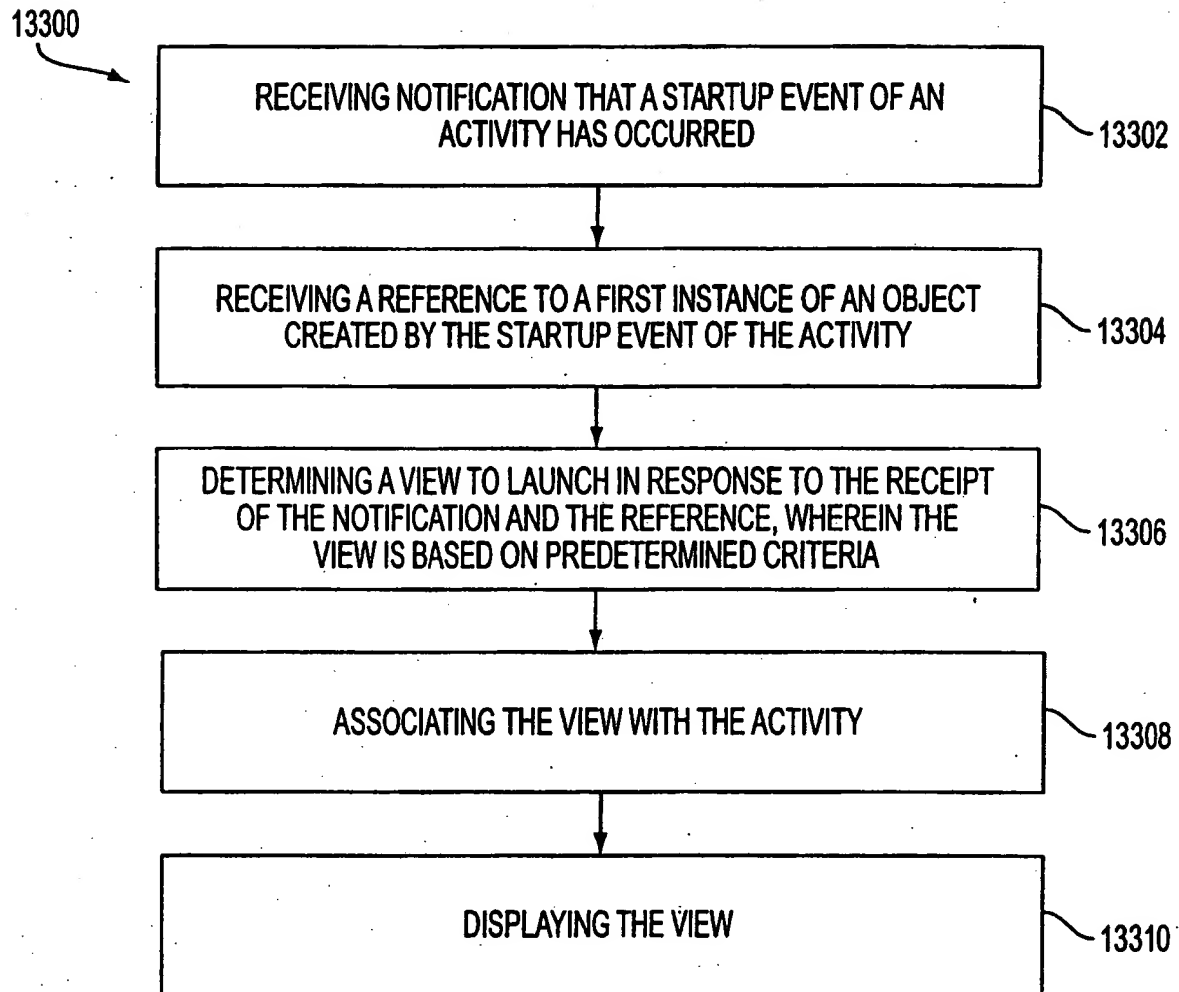 13300
RECEIVING NOTIFICATION THAT A STARTUP EVENT OF AN
ACTIVITY HAS OCCURRED
13302
RECEIVING A REFERENCE TO A FIRST INSTANCE OF AN OBJECT
CREATED BY THE STARTUP EVENT OF THE ACTIVITY
13304
DETERMINING A VIEW TO LAUNCH IN RESPONSE TO THE RECEIPT
OF THE NOTIFICATION AND THE REFERENCE, WHEREIN THE
VIEW IS BASED ON PREDETERMINED CRITERIA
13306
ASSOCIATING THE VIEW WITH THE ACTIVITY
13308
DISPLAYING THE VIEW
13310